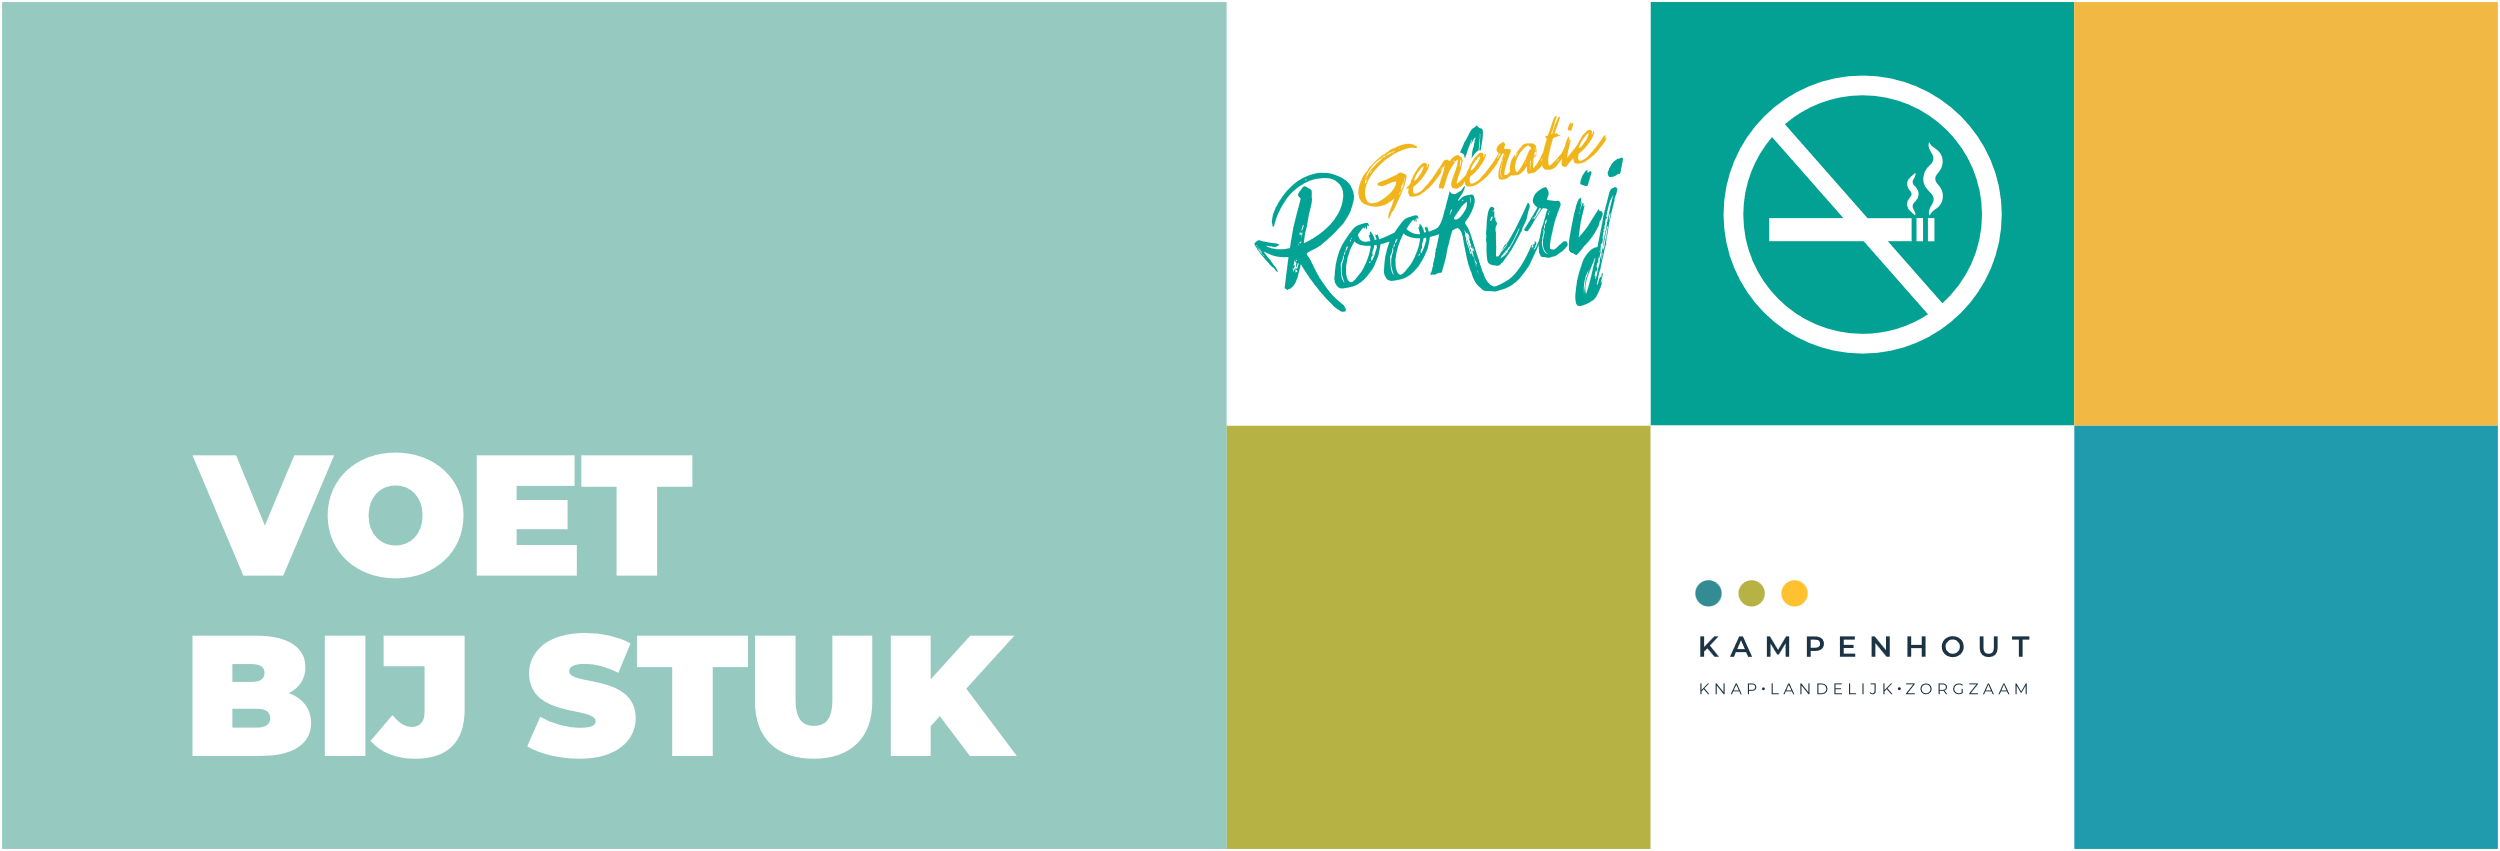 VOET
BIJ STUK
Generatie
Rookvrij
KAMPENHOUT
KNAP•LANDELIJK•ZORGZAAM